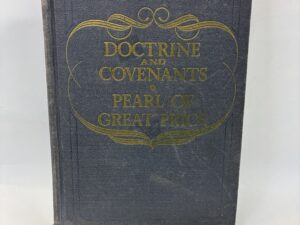 DOCTRINE
AND
COVENANTS
&
PEARL OF
GREAT PRICE